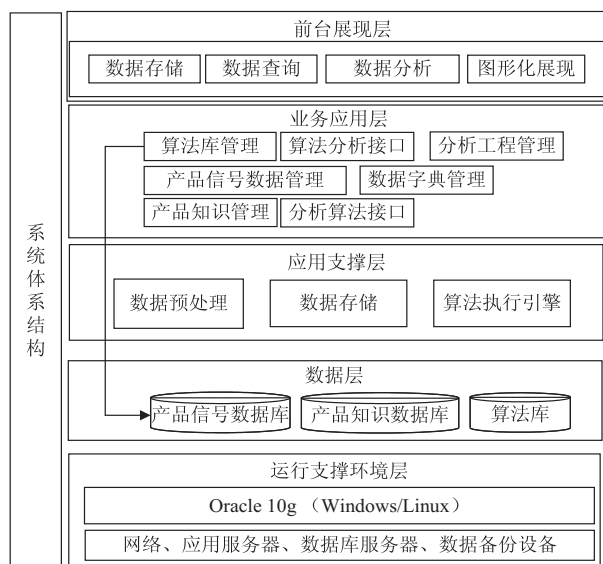 系统体系结构
前台展现层
数据存储 数据查询 数据分析 图形化展现
业务应用层
算法库管理 算法分析接口 分析工程管理
产品信号数据管理 数据字典管理
产品知识管理 分析算法接口
应用支撑层
数据预处理 数据存储 算法执行引擎
数据层
产品信号数据库 产品知识数据库 算法库
运行支撑环境层
Oracle 10g （Windows/Linux）
网络、应用服务器、数据库服务器、数据备份设备